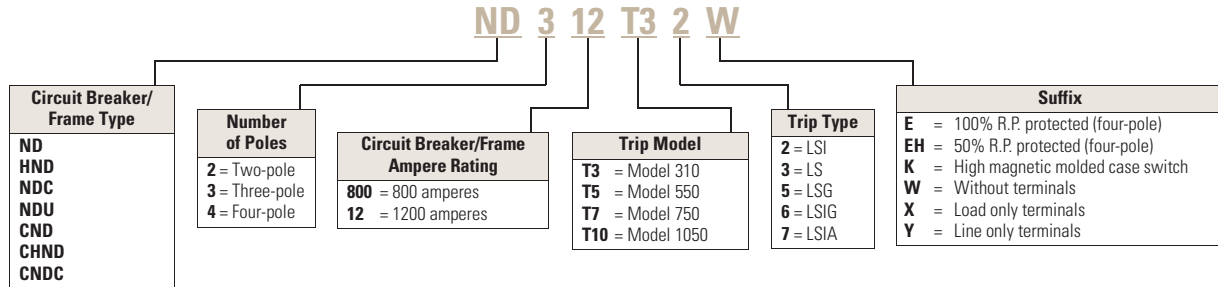 ND 3 12 T3 2 W
Circuit Breaker/
Frame Type
ND
HND
NDC
NDU
CND
CHND
CNDC
Number
of Poles
2 = Two-pole
3 = Three-pole
4 = Four-pole
Circuit Breaker/Frame
Ampere Rating
800 = 800 amperes
12 = 1200 amperes
Trip Model
T3 = Model 310
T5 = Model 550
T7 = Model 750
T10 = Model 1050
Trip Type
2 = LSI
3 = LS
5 = LSG
6 = LSIG
7 = LSIA
Suffix
E = 100% R.P. protected (four-pole)
EH = 50% R.P. protected (four-pole)
K = High magnetic molded case switch
W = Without terminals
X = Load only terminals
Y = Line only terminals